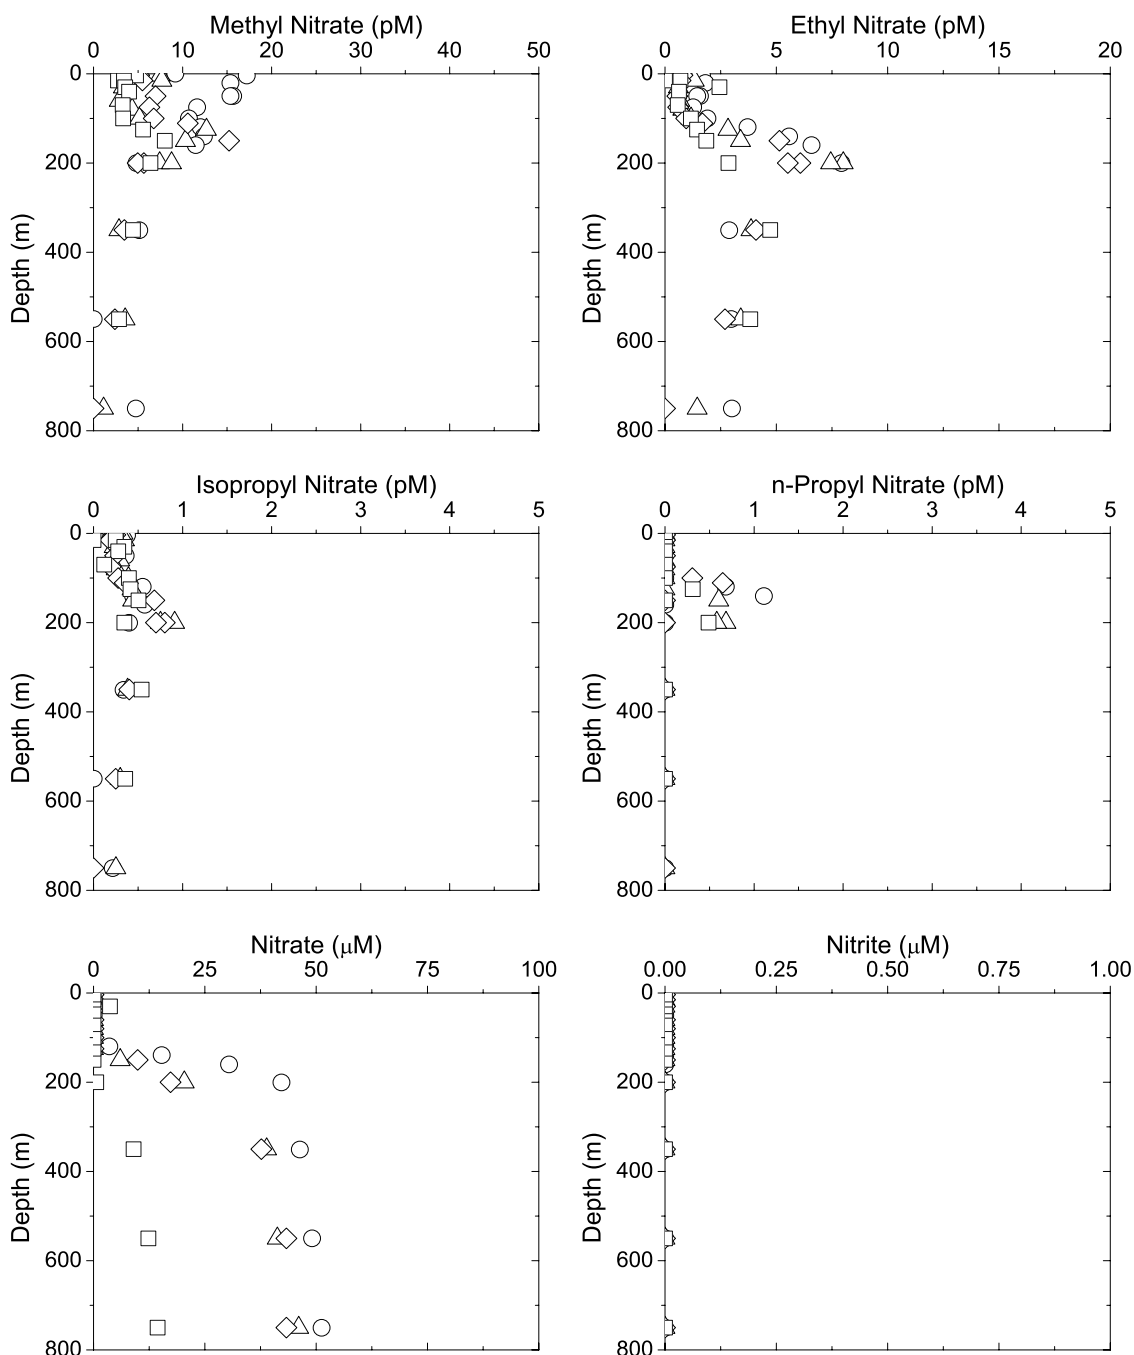 Methyl Nitrate (pM)
0 10 20 30 40 50
0
200
400
600
800
Depth (m)
Ethyl Nitrate (pM)
0 5 10 15 20
0
200
400
600
800
Depth (m)
Isopropyl Nitrate (pM)
0 1 2 3 4 5
0
200
400
600
800
Depth (m)
n-Propyl Nitrate (pM)
0 1 2 3 4 5
0
200
400
600
800
Depth (m)
Nitrate (μM)
0 25 50 75 100
0
200
400
600
800
Depth (m)
Nitrite (μM)
0.00 0.25 0.50 0.75 1.00
0
200
400
600
800
Depth (m)